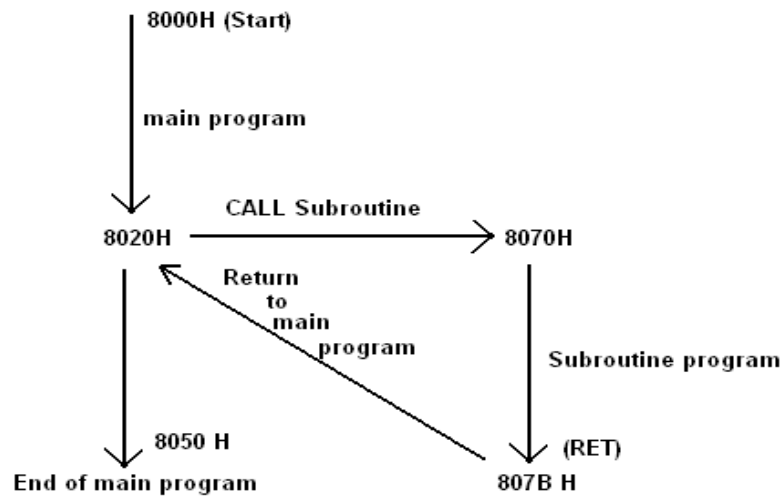 8000H (Start)
main program
CALL Subroutine
8020H
8070H
Return
to
main
program
Subroutine program
8050 H
(RET)
End of main program
807B H